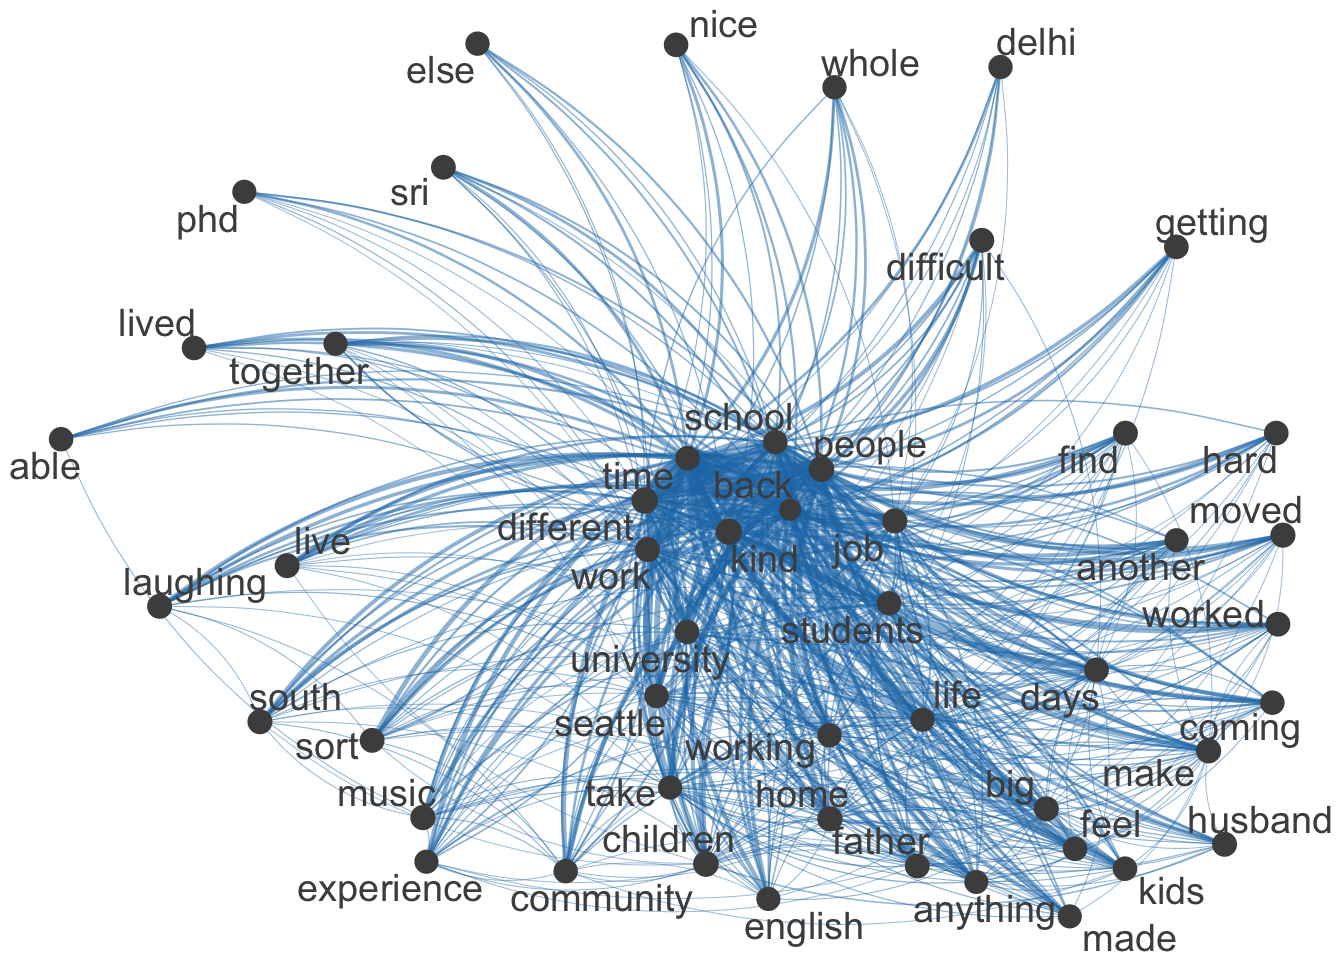 nice
else
delhi
whole
sri
phd
getting
difficult
lived
together
school
people
able
time
back
find
hard
different
moved
live
kind
job
another
laughing
work
students
worked
university
south
seattle
life
days
coming
sort
working
music
take
home
big
make
children
father
feel
husband
experience
community
english
anything
kids
made